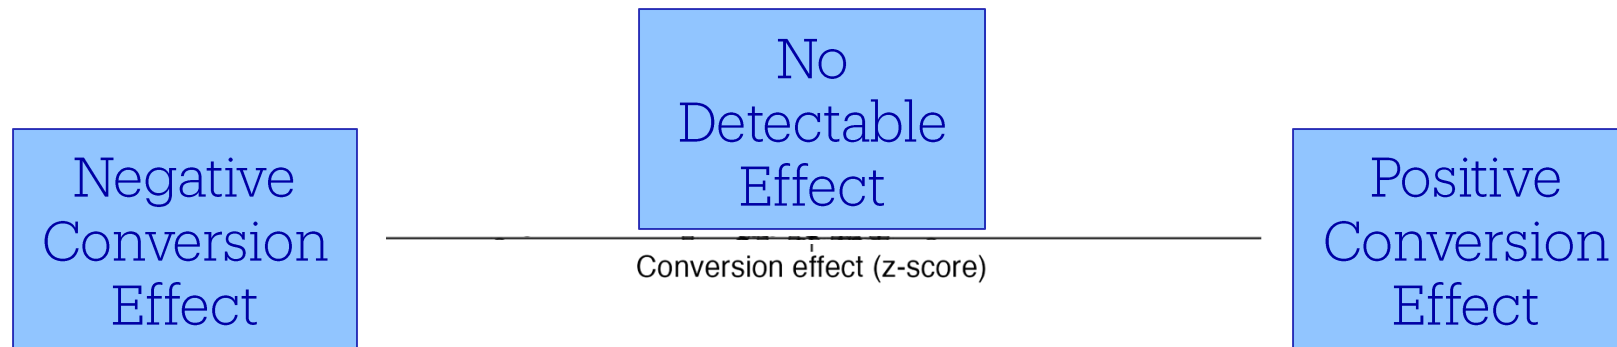 No
Detectable
Effect
Negative
Conversion
Effect
Conversion effect (z-score)
Positive
Conversion
Effect